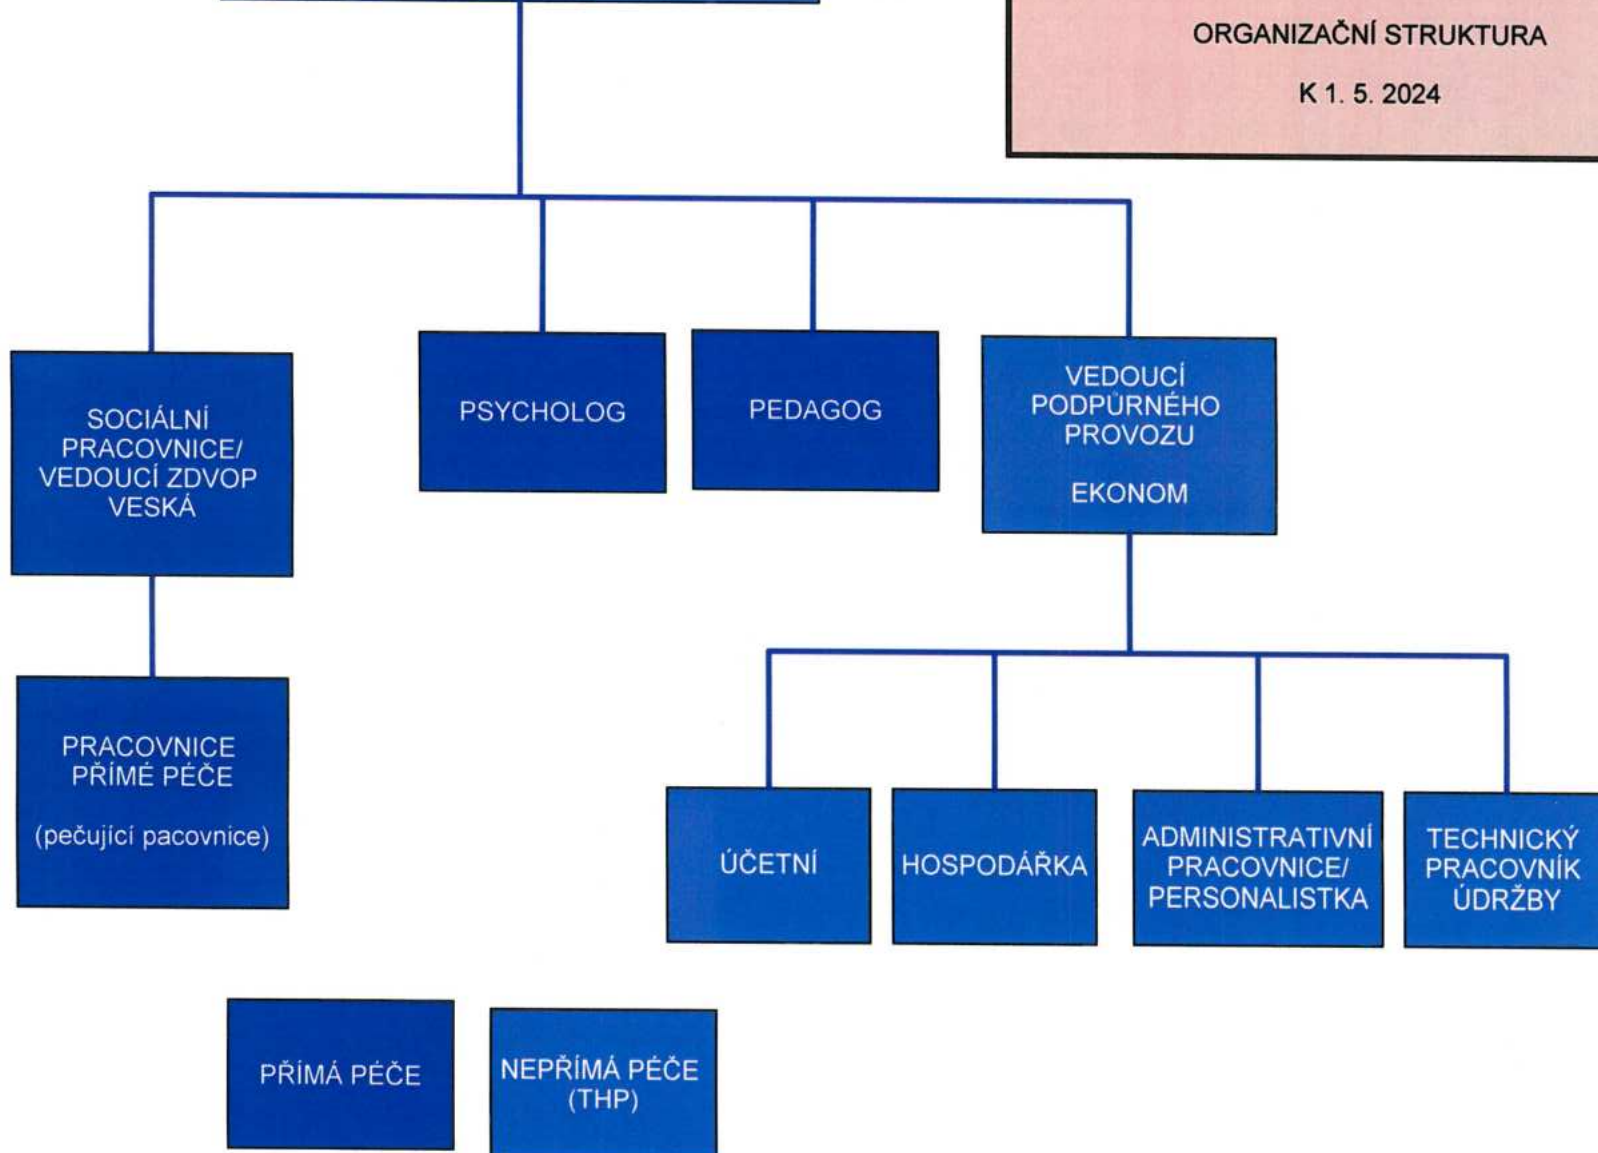 ORGANIZAČNÍ STRUKTURA
K 1. 5. 2024
SOCIÁLNÍ
PRACOVNICE/
VEDOUCÍ ZDVOP
VESKÁ
PSYCHOLOG
PEDAGOG
VEDOUCÍ
PODPŮRNÉHO
PROVOZU
EKONOM
PRACOVNICE
PŘÍMÉ PÉČE
(pečující pacovnice)
ÚČETNÍ
HOSPODÁŘKA
ADMINISTRATIVNÍ
PRACOVNICE/
PERSONALISTKA
TECHNICKÝ
PRACOVNÍK
ÚDRŽBY
PŘÍMÁ PÉČE
NEPŘÍMÁ PÉČE
(THP)